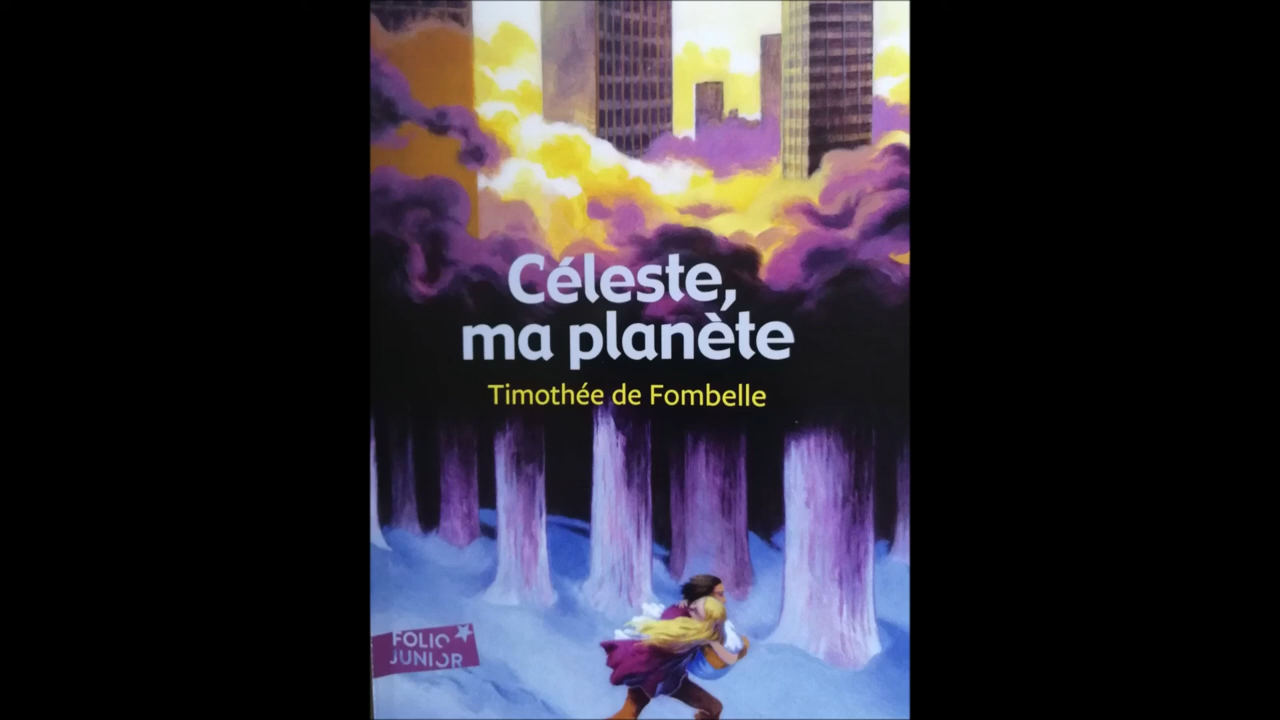 Céleste,
ma planète
Timothée de Fombelle
FOLIO
JUNIOR